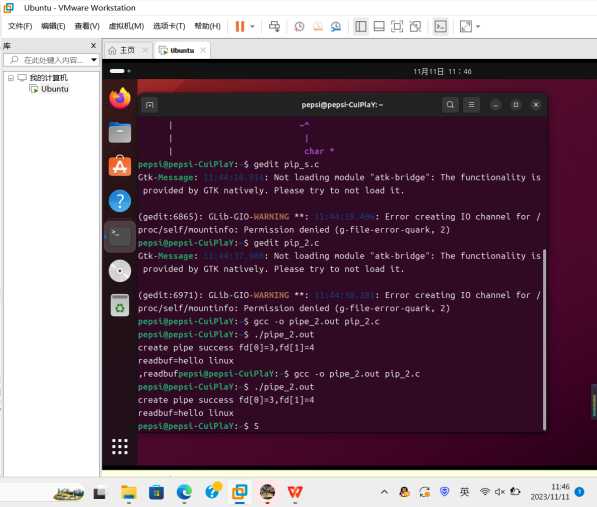 Ubuntu - VMware Workstation
文件(F) 编辑(E) 查看(V) 虚拟机(M) 选项卡(T) 帮助(H)
库
在此处键入内容...
我的计算机
Ubuntu
主页
Ubuntu
11月11日 11：46
pepsi@pepsi-CuiPlaY: ~
| ~^
| |
| char *
pepsi@pepsi-CuiPlaY:~$ gedit pip_s.c
Gtk-Message: 11:44:18.914: Not loading module "atk-bridge": The functionality is
provided by GTK natively. Please try to not load it.
(gedit:6865): GLib-GIO-WARNING **: 11:44:19.406: Error creating IO channel for /
proc/self/mountinfo: Permission denied (g-file-error-quark, 2)
pepsi@pepsi-CuiPlaY:~$ gedit pip_2.c
Gtk-Message: 11:44:37.900: Not loading module "atk-bridge": The functionality is
provided by GTK natively. Please try to not load it.
(gedit:6971): GLib-GIO-WARNING **: 11:44:38.381: Error creating IO channel for /
proc/self/mountinfo: Permission denied (g-file-error-quark, 2)
pepsi@pepsi-CuiPlaY:~$ gcc -o pipe_2.out pip_2.c
pepsi@pepsi-CuiPlaY:~$ ./pipe_2.out
create pipe success fd[0]=3,fd[1]=4
readbuf=hello linux
,readbufpepsi@pepsi-CuiPlaY:~$ gcc -o pipe_2.out pip_2.c
pepsi@pepsi-CuiPlaY:~$ ./pipe_2.out
create pipe success fd[0]=3,fd[1]=4
readbuf=hello linux
pepsi@pepsi-CuiPlaY:~$ S
英
11:46
2023/11/11
1